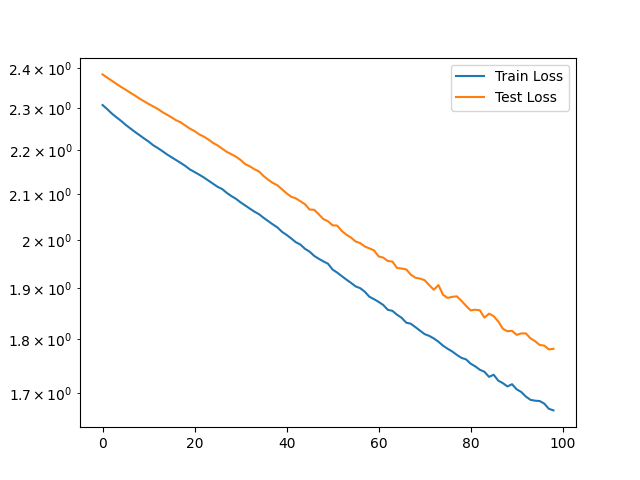 2.4 × 10⁰
2.3 × 10⁰
2.2 × 10⁰
2.1 × 10⁰
2 × 10⁰
1.9 × 10⁰
1.8 × 10⁰
1.7 × 10⁰
Train Loss
Test Loss
0 20 40 60 80 100